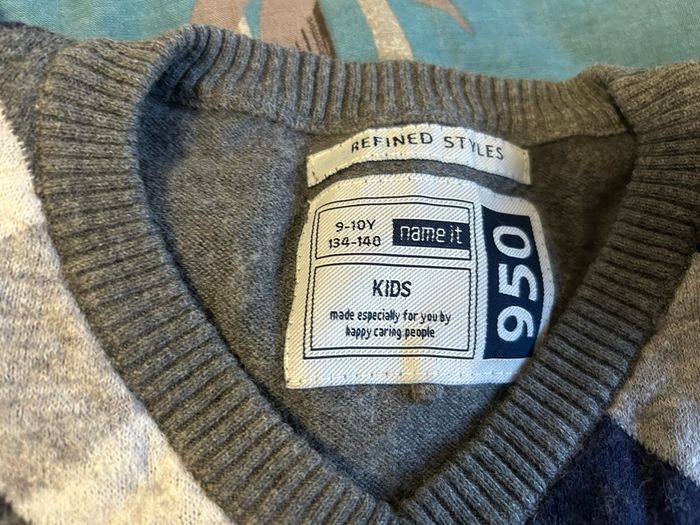 REFINED STYLES
9-10Y
134-140
name it
KIDS
made especially for you by
happy caring people
950